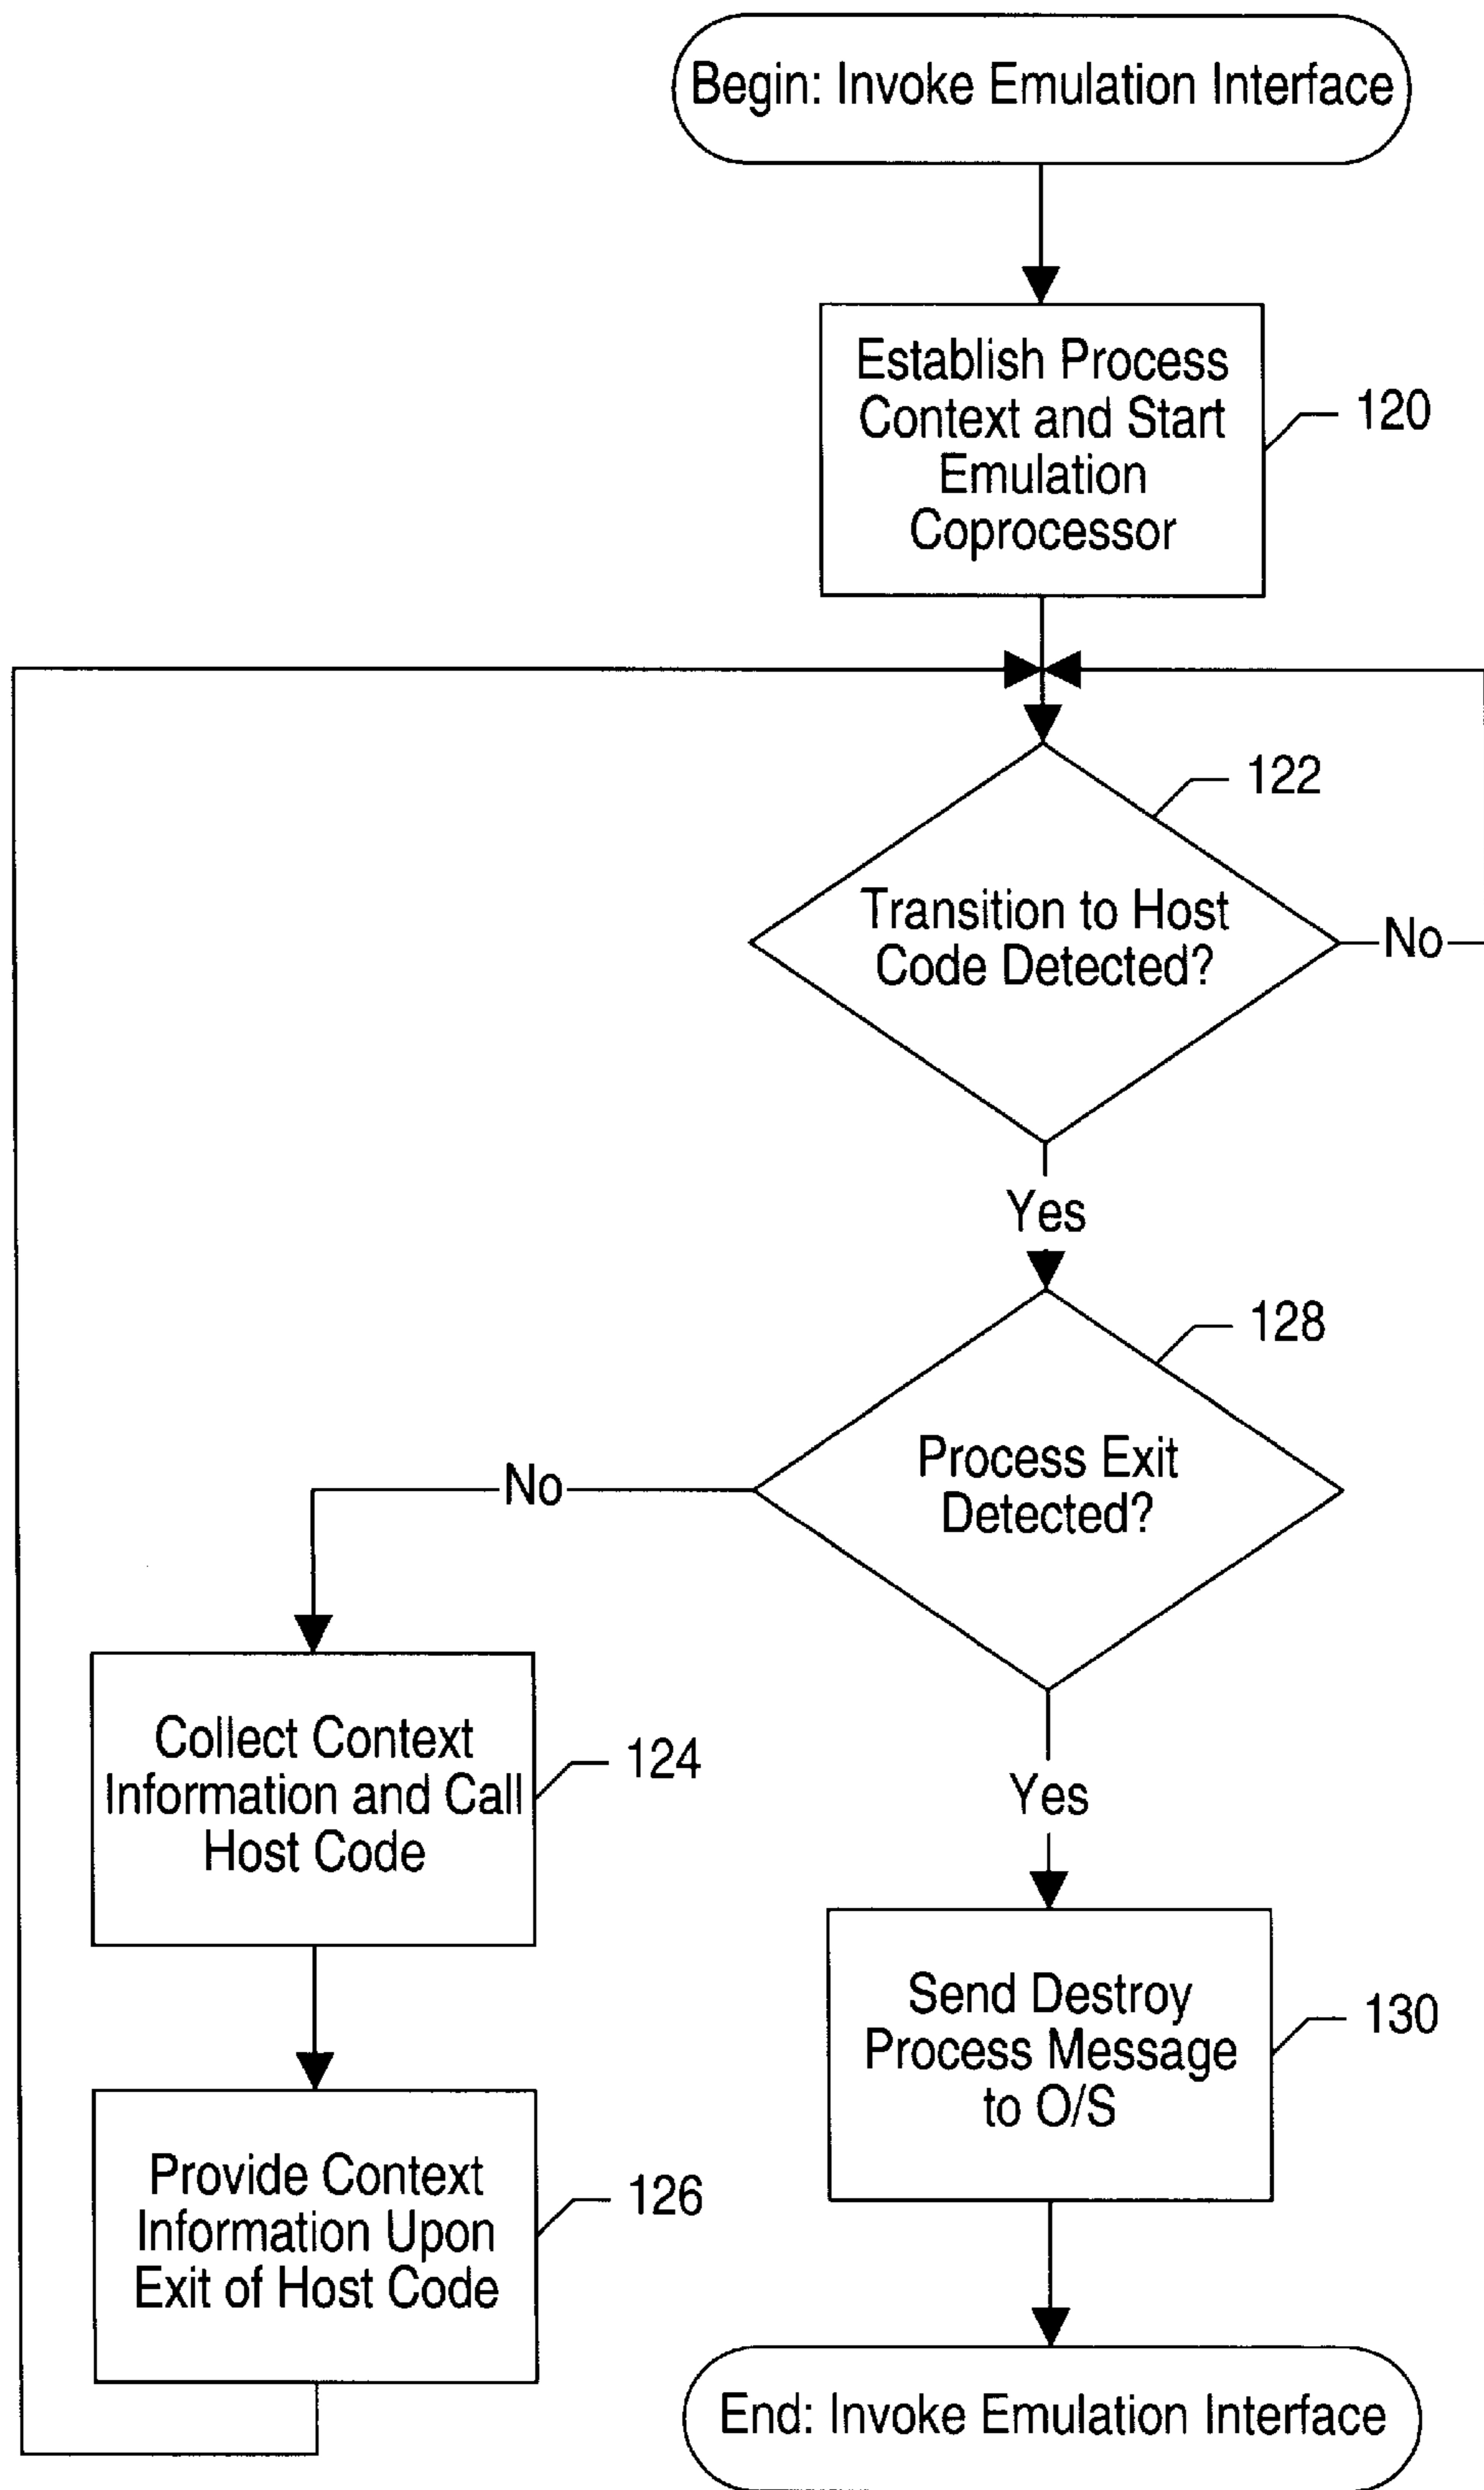 Begin: Invoke Emulation Interface
Establish Process
Context and Start
Emulation
Coprocessor
120
122
Transition to Host
Code Detected?
No
Yes
128
Process Exit
Detected?
No
Collect Context
Information and Call
Host Code
124
Yes
Send Destroy
Process Message
to O/S
130
Provide Context
Information Upon
Exit of Host Code
126
End: Invoke Emulation Interface